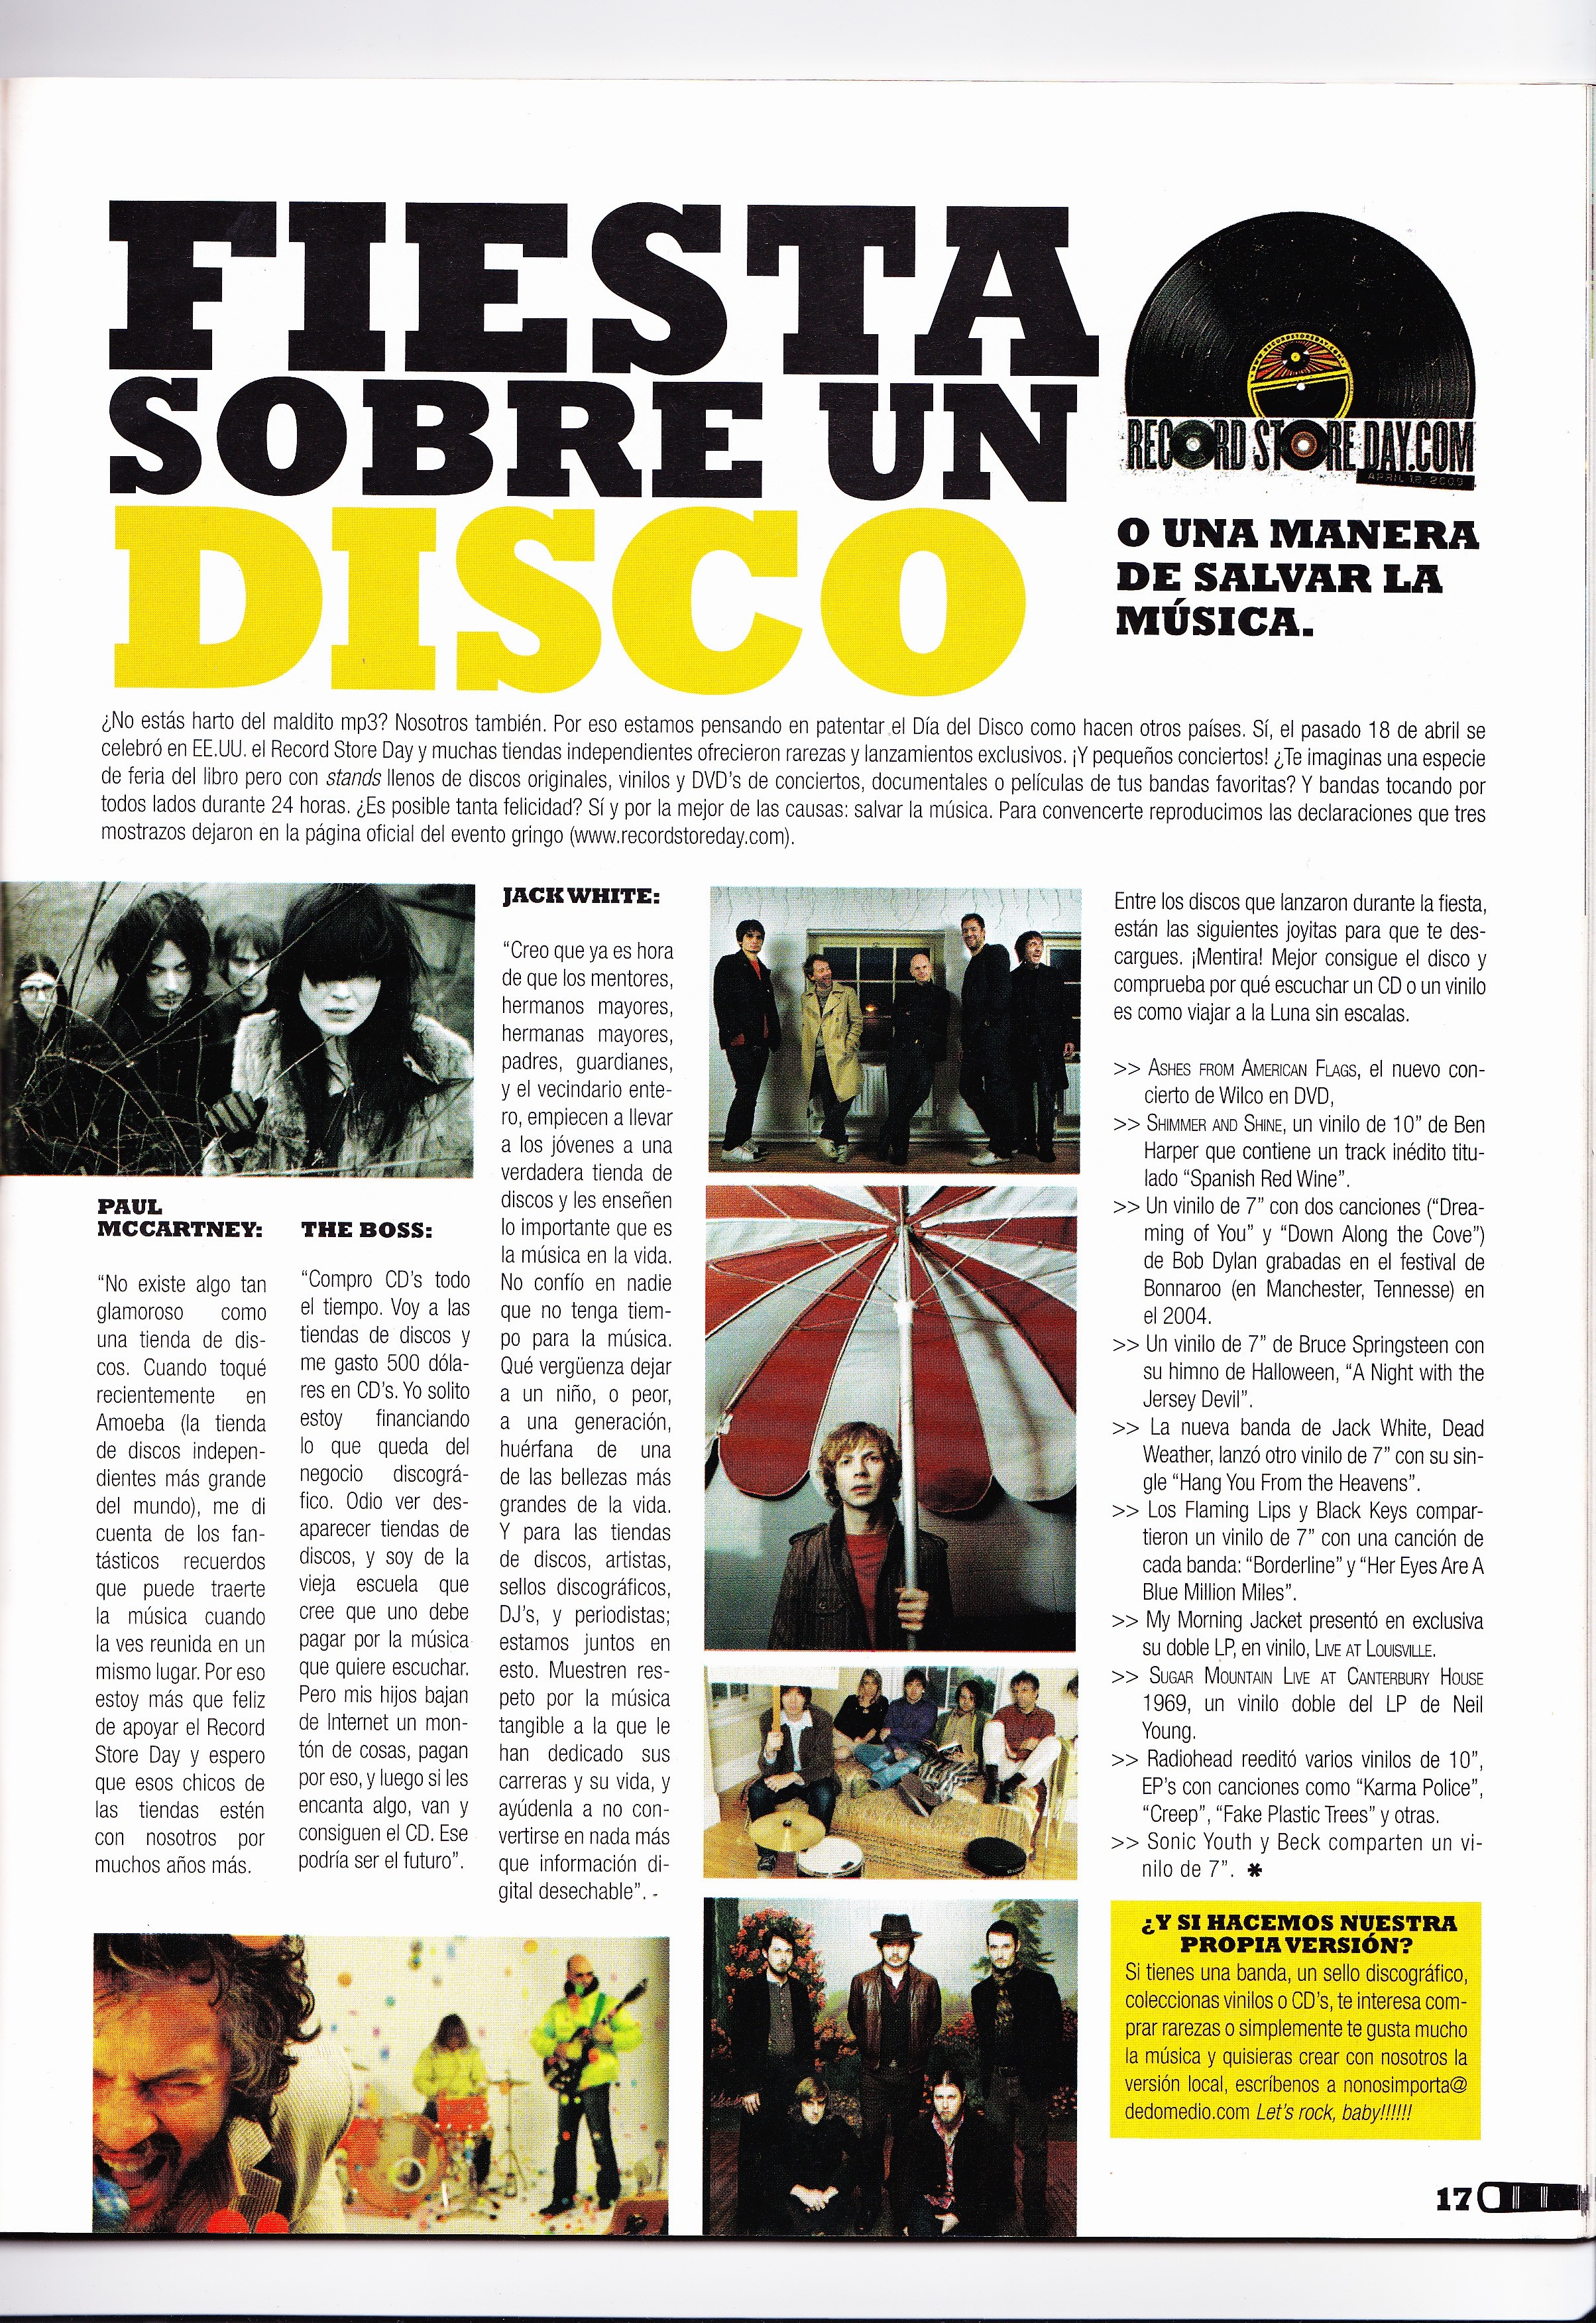 FIESTA
SOBRE UN
DISCO
RECORD STORE DAY.COM
APRIL 18, 2009
O UNA MANERA
DE SALVAR LA
MÚSICA.
¿No estás harto del maldito mp3? Nosotros también. Por eso estamos pensando en patentar el Día del Disco como hacen otros países. Sí, el pasado 18 de abril se
celebró en EE.UU. el Record Store Day y muchas tiendas independientes ofrecieron rarezas y lanzamientos exclusivos. ¡Y pequeños conciertos! ¿Te imaginas una especie
de feria del libro pero con stands llenos de discos originales, vinilos y DVD's de conciertos, documentales o películas de tus bandas favoritas? Y bandas tocando por
todos lados durante 24 horas. ¿Es posible tanta felicidad? Sí y por la mejor de las causas: salvar la música. Para convencerte reproducimos las declaraciones que tres
mostrazos dejaron en la página oficial del evento gringo (www.recordstoreday.com).
PAUL
MCCARTNEY:
"No existe algo tan
glamoroso como
una tienda de dis-
cos. Cuando toqué
recientemente en
Amoeba (la tienda
de discos indepen-
dientes más grande
del mundo), me di
cuenta de los fan-
tásticos recuerdos
que puede traerte
la música cuando
la ves reunida en un
mismo lugar. Por eso
estoy más que feliz
de apoyar el Record
Store Day y espero
que esos chicos de
las tiendas estén
con nosotros por
muchos años más.
THE BOSS:
"Compro CD's todo
el tiempo. Voy a las
tiendas de discos y
me gasto 500 dóla-
res en CD's. Yo solito
estoy financiando
lo que queda del
negocio discográ-
fico. Odio ver des-
aparecer tiendas de
discos, y soy de la
vieja escuela que
cree que uno debe
pagar por la música
que quiere escuchar.
Pero mis hijos bajan
de Internet un mon-
tón de cosas, pagan
por eso, y luego si les
encanta algo, van y
consiguen el CD. Ese
podría ser el futuro".
JACK WHITE:
"Creo que ya es hora
de que los mentores,
hermanos mayores,
hermanas mayores,
padres, guardianes,
y el vecindario ente-
ro, empiecen a llevar
a los jóvenes a una
verdadera tienda de
discos y les enseñen
lo importante que es
la música en la vida.
No confío en nadie
que no tenga tiem-
po para la música.
Qué vergüenza dejar
a un niño, o peor,
a una generación,
huérfana de una
de las bellezas más
grandes de la vida.
Y para las tiendas
de discos, artistas,
sellos discográficos,
DJ's, y periodistas;
estamos juntos en
esto. Muestren res-
peto por la música
tangible a la que le
han dedicado sus
carreras y su vida, y
ayúdenla a no con-
vertirse en nada más
que información di-
gital desechable". -
Entre los discos que lanzaron durante la fiesta,
están las siguientes joyitas para que te des-
cargues. ¡Mentira! Mejor consigue el disco y
comprueba por qué escuchar un CD o un vinilo
es como viajar a la Luna sin escalas.
>> ASHES FROM AMERICAN FLAGS, el nuevo con-
cierto de Wilco en DVD,
>> SHIMMER AND SHINE, un vinilo de 10" de Ben
Harper que contiene un track inédito titu-
lado "Spanish Red Wine".
>> Un vinilo de 7" con dos canciones ("Drea-
ming of You" y "Down Along the Cove")
de Bob Dylan grabadas en el festival de
Bonnaroo (en Manchester, Tennesse) en
el 2004.
>> Un vinilo de 7" de Bruce Springsteen con
su himno de Halloween, "A Night with the
Jersey Devil".
>> La nueva banda de Jack White, Dead
Weather, lanzó otro vinilo de 7" con su sin-
gle "Hang You From the Heavens".
>> Los Flaming Lips y Black Keys compar-
tieron un vinilo de 7" con una canción de
cada banda: "Borderline" y "Her Eyes Are A
Blue Million Miles".
>> My Morning Jacket presentó en exclusiva
su doble LP, en vinilo, LIVE AT LOUISVILLE.
>> SUGAR MOUNTAIN LIVE AT CANTERBURY HOUSE
1969, un vinilo doble del LP de Neil
Young.
>> Radiohead reeditó varios vinilos de 10",
EP's con canciones como "Karma Police",
"Creep", "Fake Plastic Trees" y otras.
>> Sonic Youth y Beck comparten un vi-
nilo de 7". *
¿Y SI HACEMOS NUESTRA
PROPIA VERSIÓN?
Si tienes una banda, un sello discográfico,
coleccionas vinilos o CD's, te interesa com-
prar rarezas o simplemente te gusta mucho
la música y quisieras crear con nosotros la
versión local, escríbenos a nonosimporta@
dedomedio.com Let's rock, baby!!!!!!
17